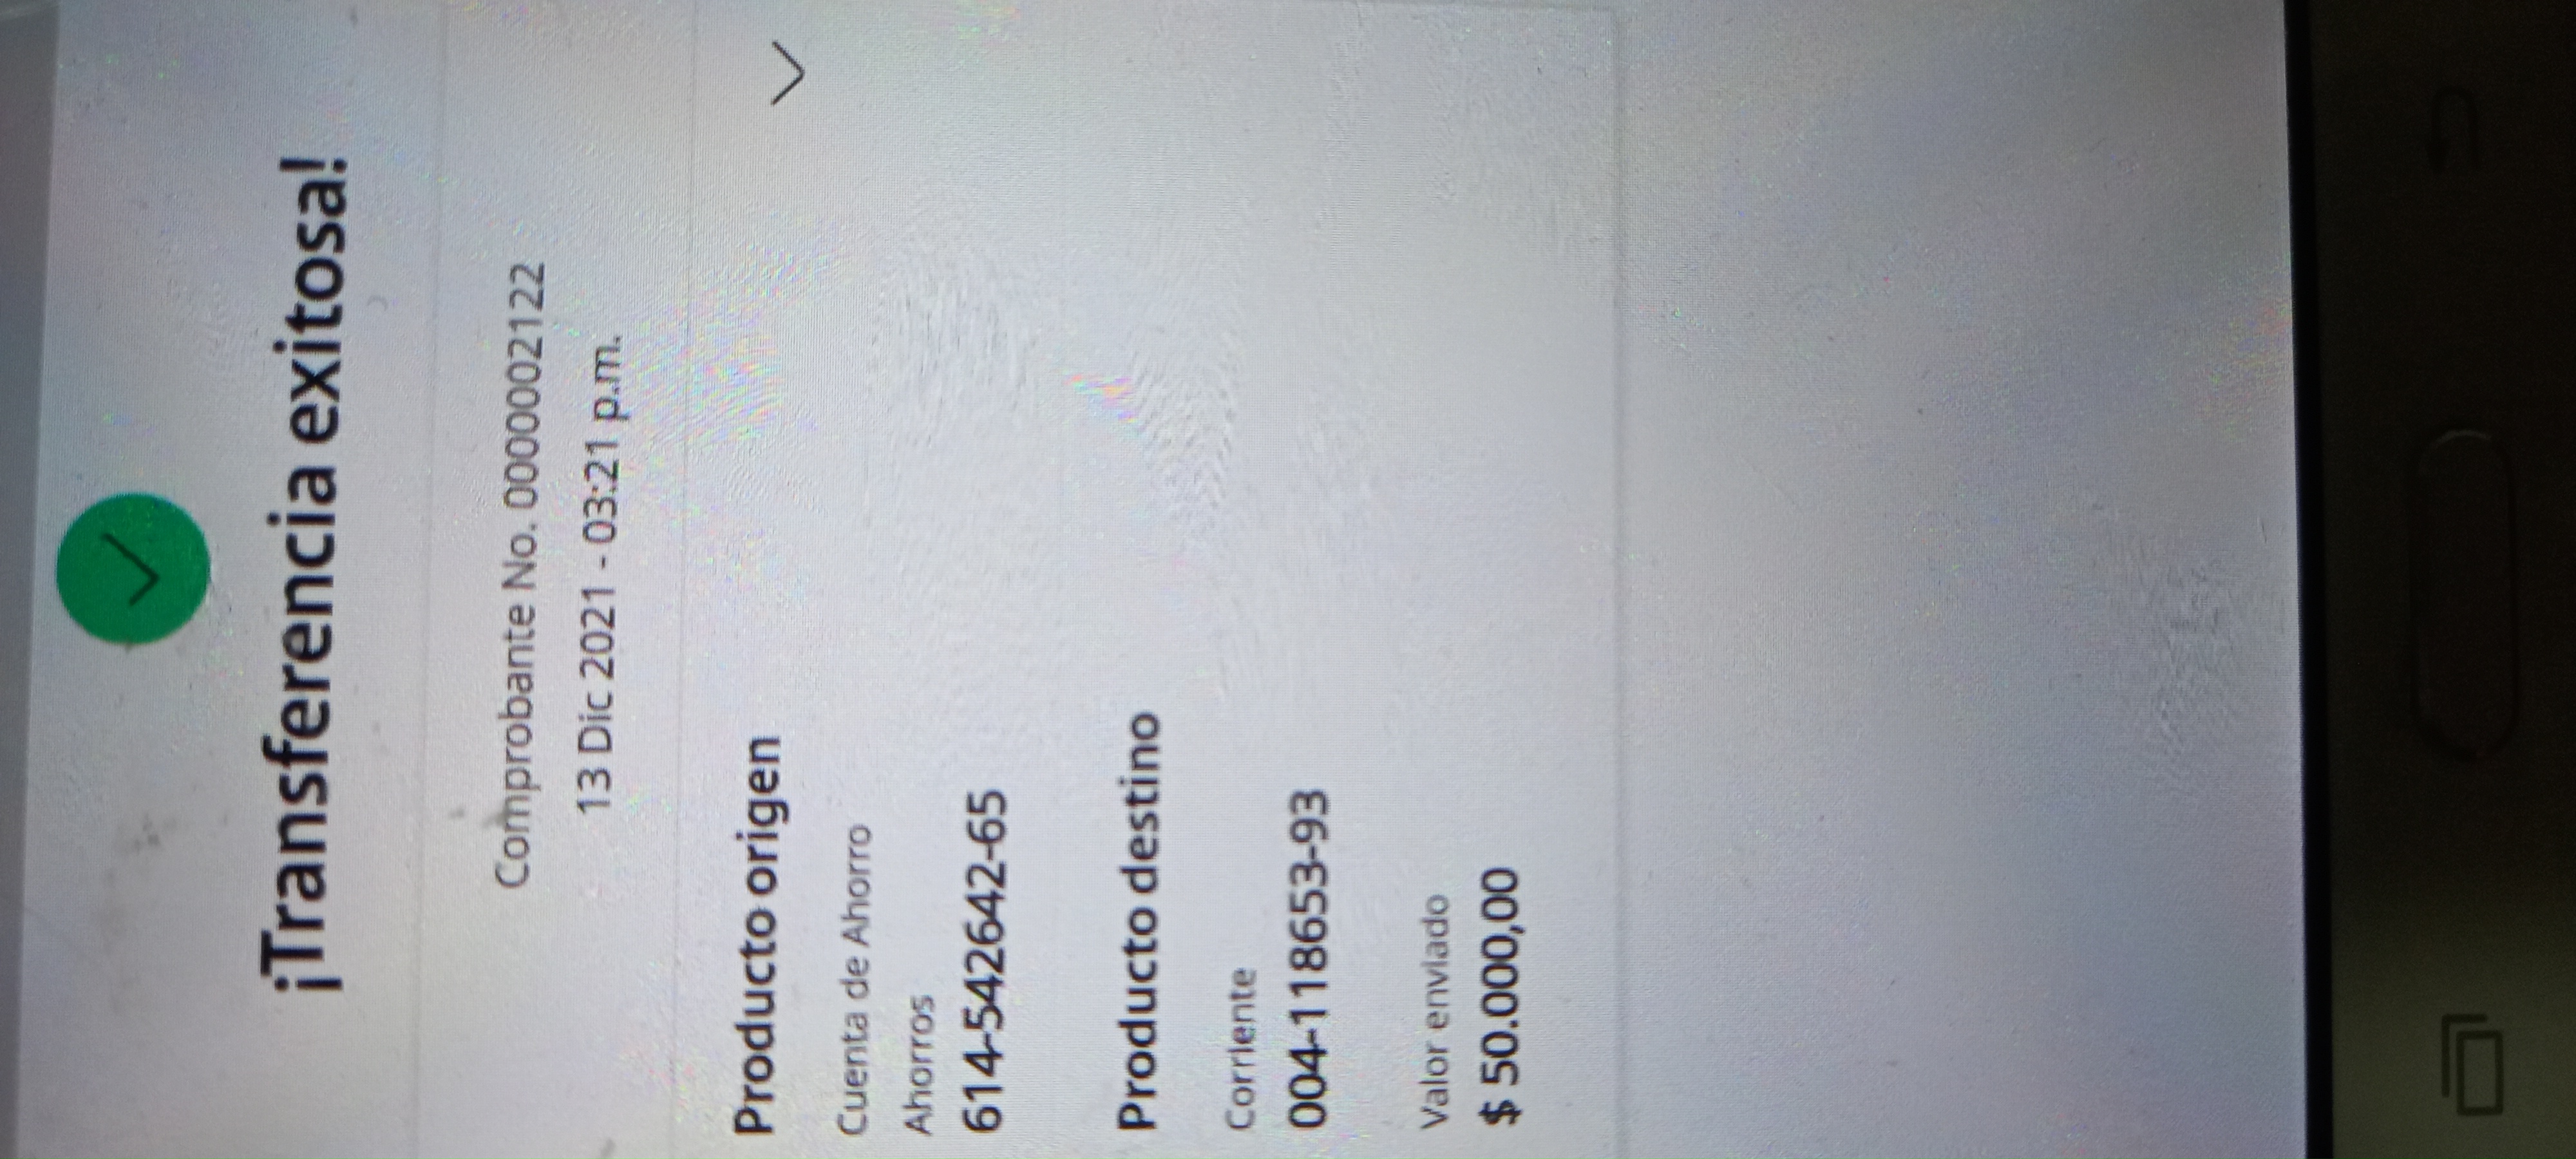 ¡Transferencia exitosa!
Comprobante No. 0000002122
13 Dic 2021 - 03:21 p.m.
Producto origen
Cuenta de Ahorro
Ahorros
614-542642-65
Producto destino
Corriente
004-118653-93
Valor enviado
$ 50.000,00